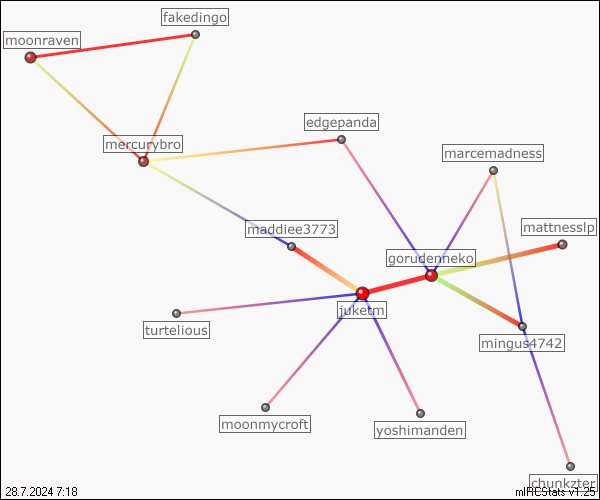 fakedingo
moonraven
edgepanda
mercurybro
marcemadness
mattnesslp
maddiee3773
gorudenneko
juketm
turtelious
mingus4742
moonmycroft
yoshimanden
chunkzter
28.7.2024 7:18
mIRCStats v1.25